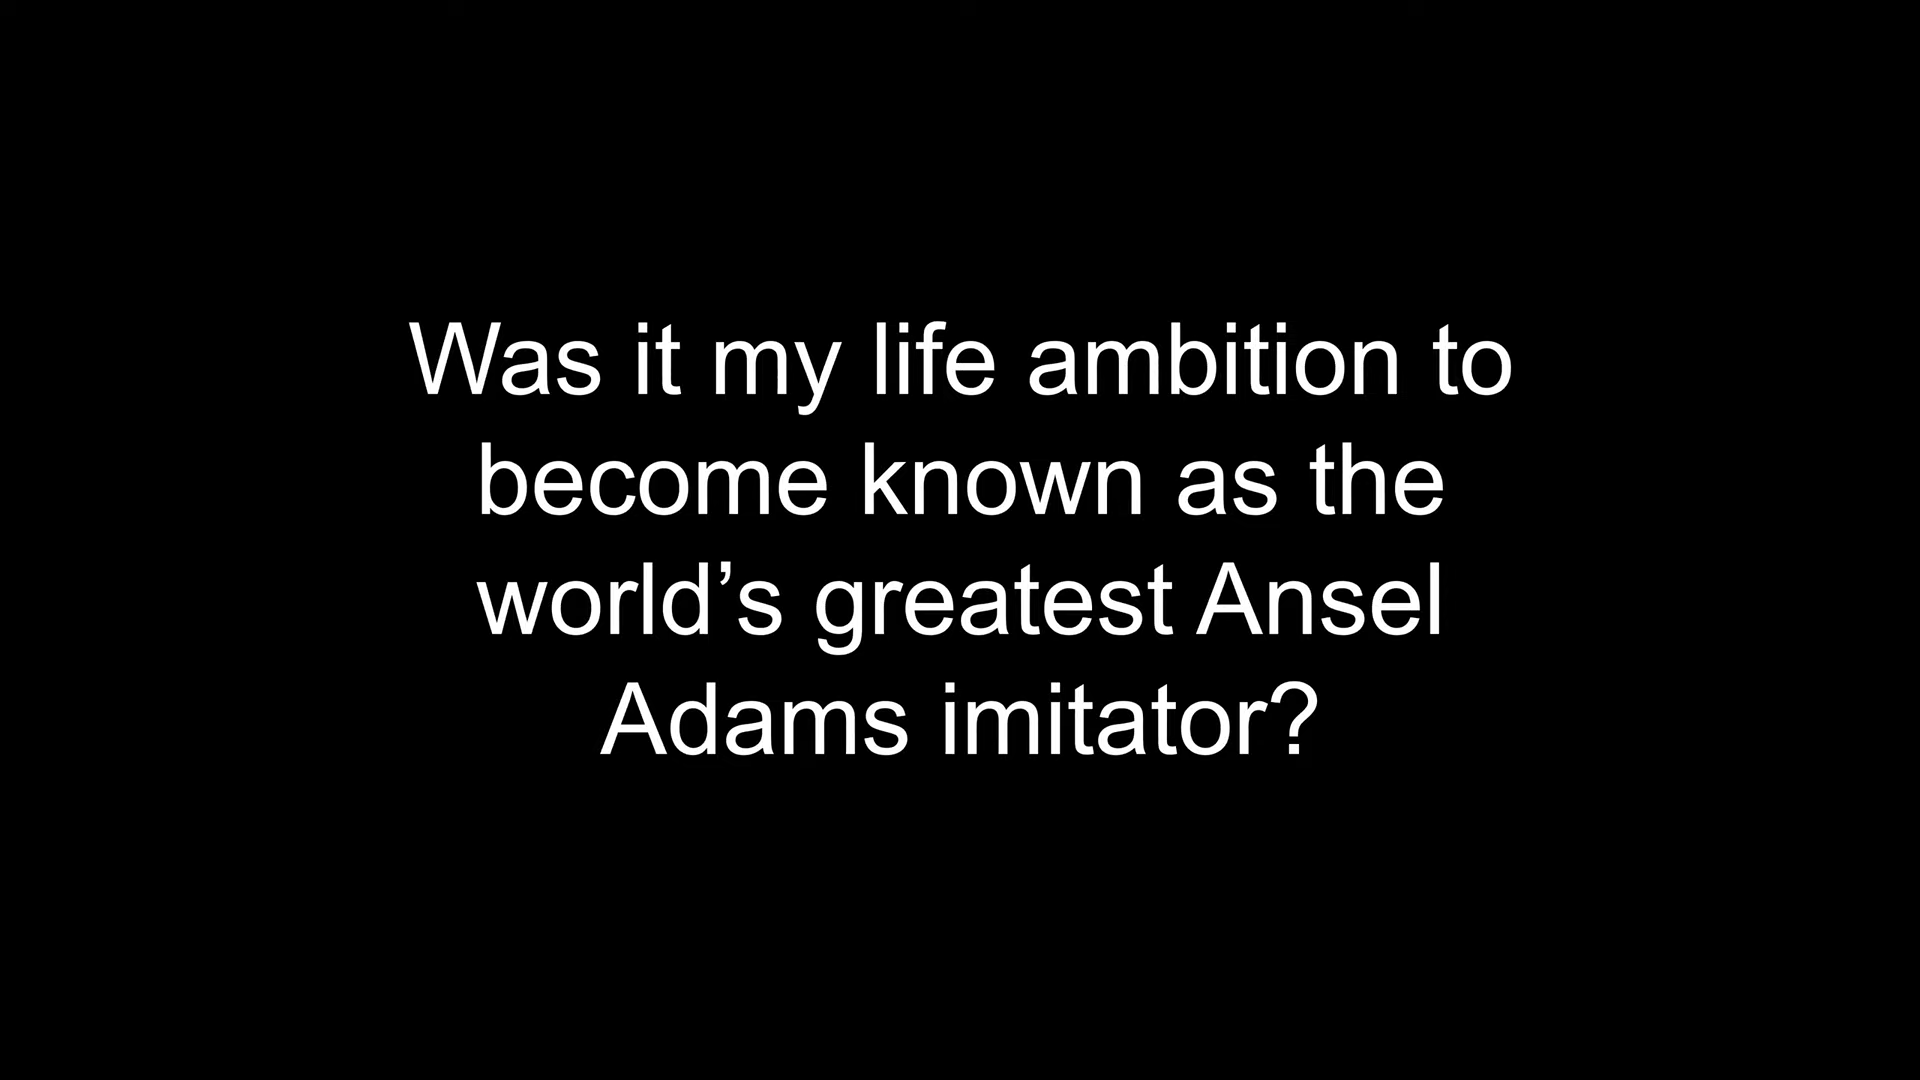 Was it my life ambition to
become known as the
world’s greatest Ansel
Adams imitator?